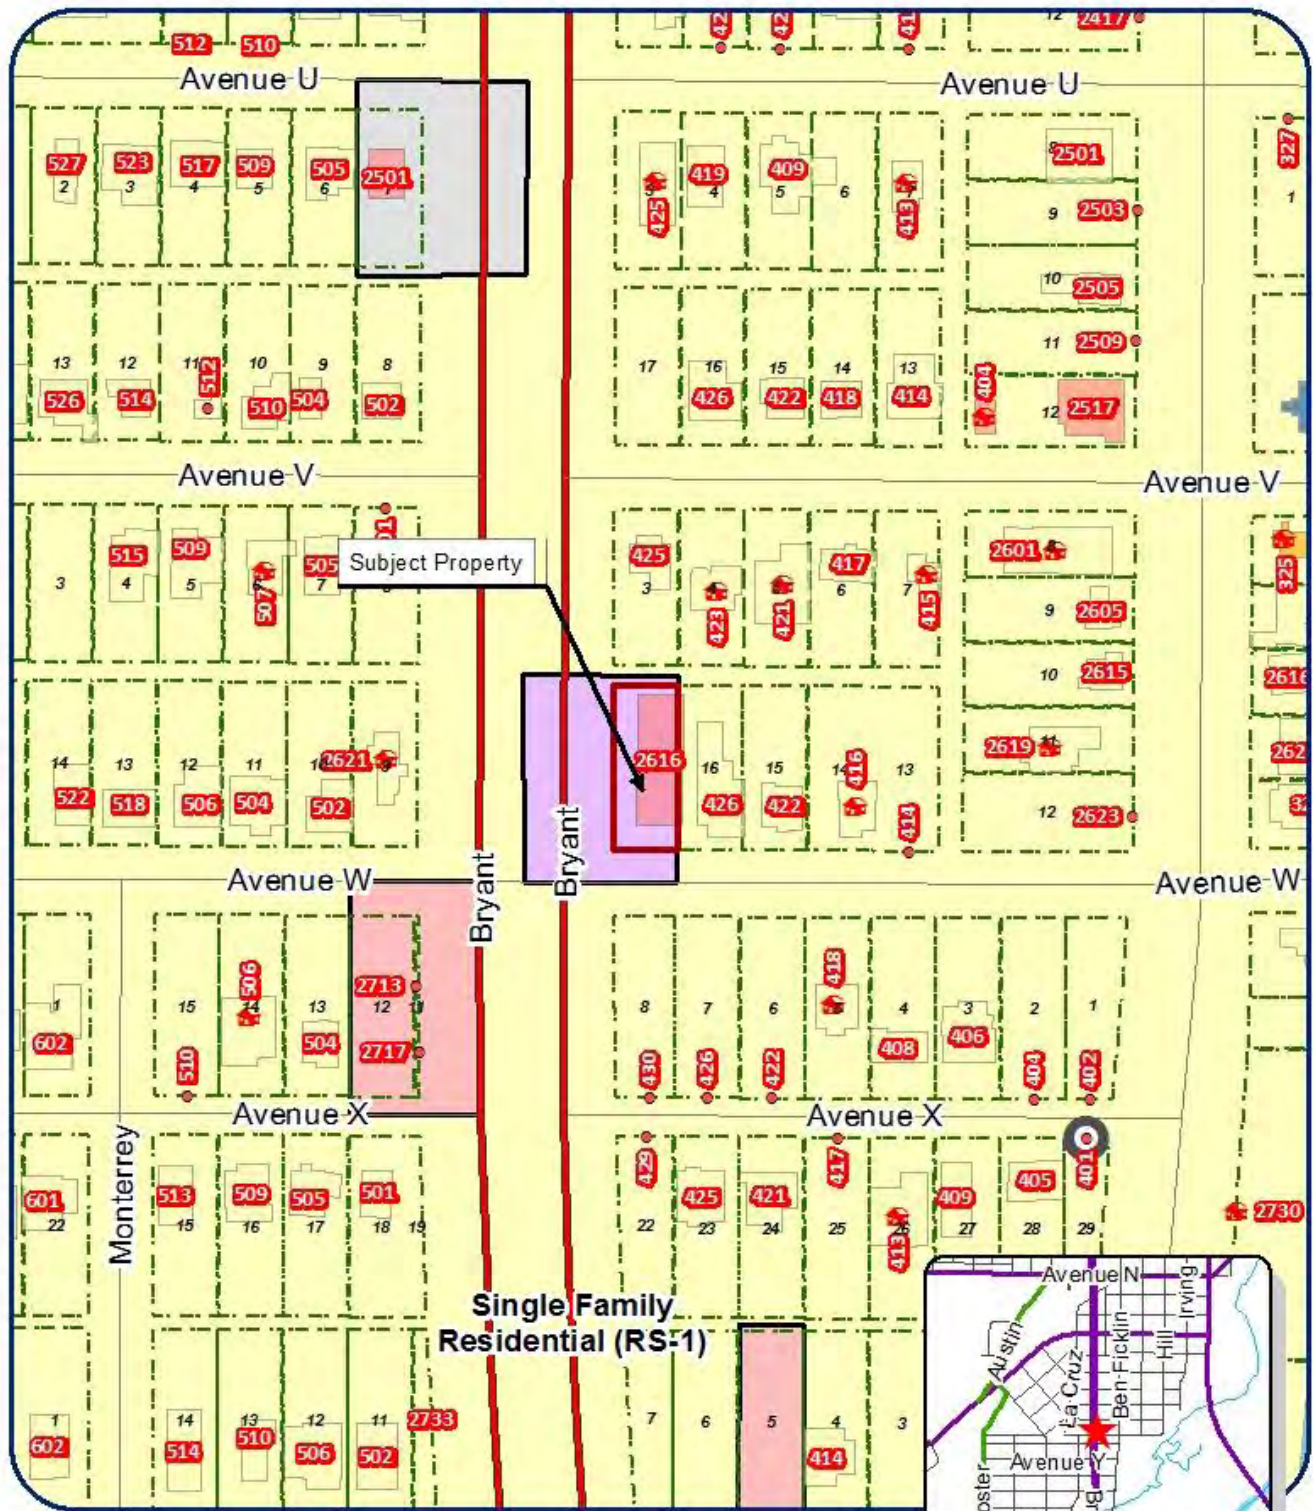 512 510
2417
Avenue U
Avenue U
527 523 517 509 505 2501
2 3 4 5 6
419 409
4 5 6
425 413
2501
327
9 2503
1
10 2505
11 2509
13 12 11 10 9 8
526 514 512 510 504 502
17 16 15 14 13
426 422 418 414
404 12 2517
Avenue V
Avenue V
515 509 507 505
3 4 5 7
Subject Property
425 423 421 417 415
3 6 7
2601
9 2605
325
10 2615
2619
12 2623
14 13 12 11
2621
522 518 506 504 502
2616
16 15 13
426 422 416 414
Bryant
Bryant
Avenue W
Avenue W
1
602
15 13 12
510 506 504
2713
2717
8 7 6 4 3 2 1
430 426 422 418 408 406 404 402
Avenue X
Avenue X
Monterrey
601
22
513 509 505 501
15 16 17 18 19
429 425 421 417 413 409 405 401
22 23 24 25 26 27 28 29
2730
Single Family
Residential (RS-1)
1
602
14 13 12 11
514 510 506 502
2733
7 6 5 4 3
414
Avenue N
Irving
Austin
La Cruz
Ben Ficklin
Hill
Avenue Y